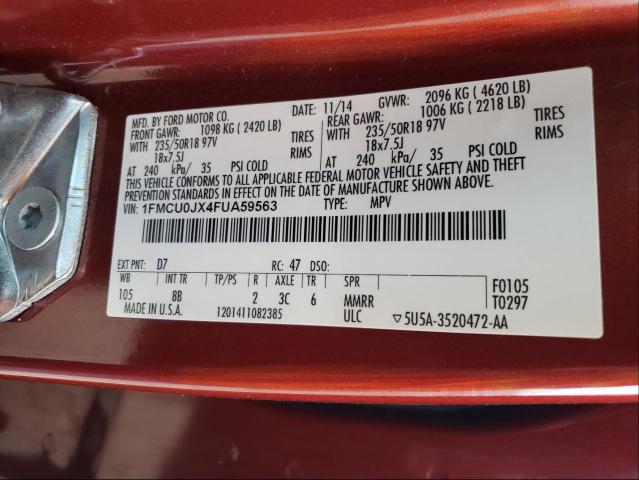 MFD. BY FORD MOTOR CO. 11/14 GVWR: 2096 KG ( 4620 LB)
FRONT GAWR: 1098 KG ( 2420 LB) REAR GAWR: 1006 KG ( 2218 LB)
WITH 235/50R18 97V TIRES WITH 235/50R18 97V TIRES
18x7.5J RIMS 18x7.5J RIMS
AT 240 kPa/ 35 PSI COLD AT 240 kPa/ 35 PSI COLD
THIS VEHICLE CONFORMS TO ALL APPLICABLE FEDERAL MOTOR VEHICLE SAFETY AND THEFT
PREVENTION STANDARDS IN EFFECT ON THE DATE OF MANUFACTURE SHOWN ABOVE.
VIN: 1FMCU0JX4FUA59563 TYPE: MPV
EXT PNT: D7 RC: 47 DSO:
WB INT TR TP/PS R AXLE TR SPR F0105
105 8B 2 3C 6 MMRR T0297
MADE IN U.S.A. 1201411082385 ULC ▽5U5A-3520472-AA